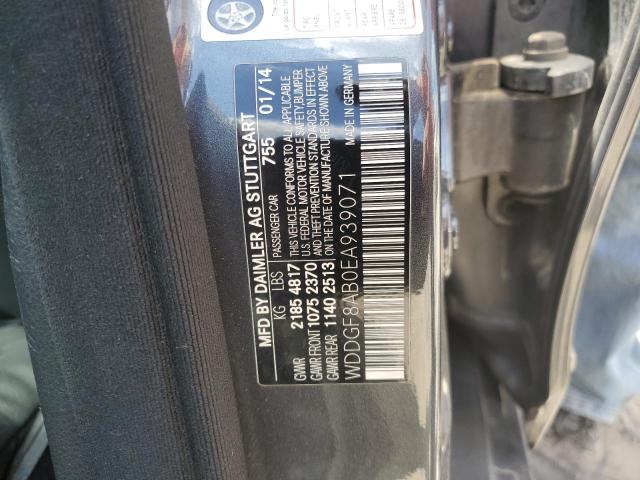 MFD BY DAIMLER AG STUTTGART
PASSENGER CAR 755 01/14
KG LBS THIS VEHICLE CONFORMS TO ALL APPLICABLE
GVWR 2185 4817 U.S. FEDERAL MOTOR VEHICLE SAFETY,BUMPER
GAWR FRONT 1075 2370 AND THEFT PREVENTION STANDARDS IN EFFECT
GAWR REAR 1140 2513 ON THE DATE OF MANUFACTURE SHOWN ABOVE
WDDGF8AB0EA939071 MADE IN GERMANY